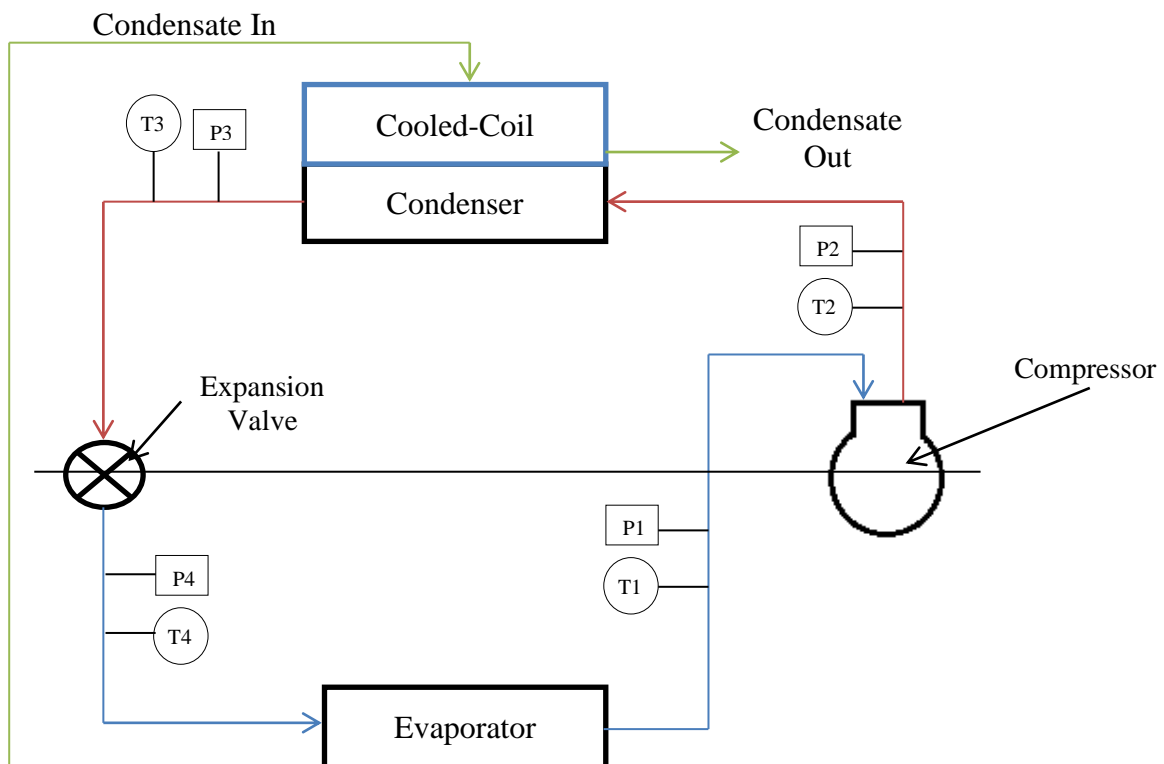 Condensate In
T3
P3
Cooled-Coil
Condensate
Out
Condenser
P2
T2
Expansion
Valve
Compressor
P1
T1
P4
T4
Evaporator